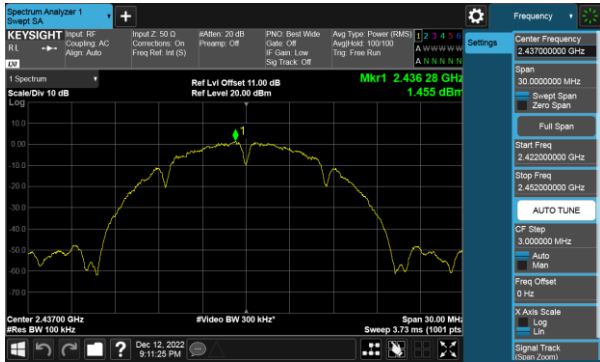 Spectrum Analyzer 1
Swept SA
+
Frequency
KEYSIGHT
RL
LXI
Input: RF
Coupling: AC
Align: Auto
Input Z: 50 Ω
Corrections: On
Freq Ref: Int (S)
#Atten: 20 dB
Preamp: Off
PNO: Best Wide
Gate: Off
IF Gain: Low
Sig Track: Off
Avg Type: Power (RMS)
Avg|Hold: 100/100
Trig: Free Run
1 2 3 4 5 6
A W W W W W
A N N N N N
Settings
1 Spectrum
Scale/Div 10 dB
Log
Ref Lvl Offset 11.00 dB
Ref Level 20.00 dBm
Mkr1 2.436 28 GHz
1.455 dBm
1
10.0
0.00
-10.0
-20.0
-30.0
-40.0
-50.0
-60.0
-70.0
Center 2.43700 GHz
#Res BW 100 kHz
#Video BW 300 kHz*
Span 30.00 MHz
Sweep 3.73 ms (1001 pts)
Center Frequency
2.437000000 GHz
Span
30.0000000 MHz
Swept Span
Zero Span
Full Span
Start Freq
2.422000000 GHz
Stop Freq
2.452000000 GHz
AUTO TUNE
CF Step
3.000000 MHz
Auto
Man
Freq Offset
0 Hz
X Axis Scale
Log
Lin
Signal Track
(Span Zoom)
?
Dec 12, 2022
9:11:25 PM